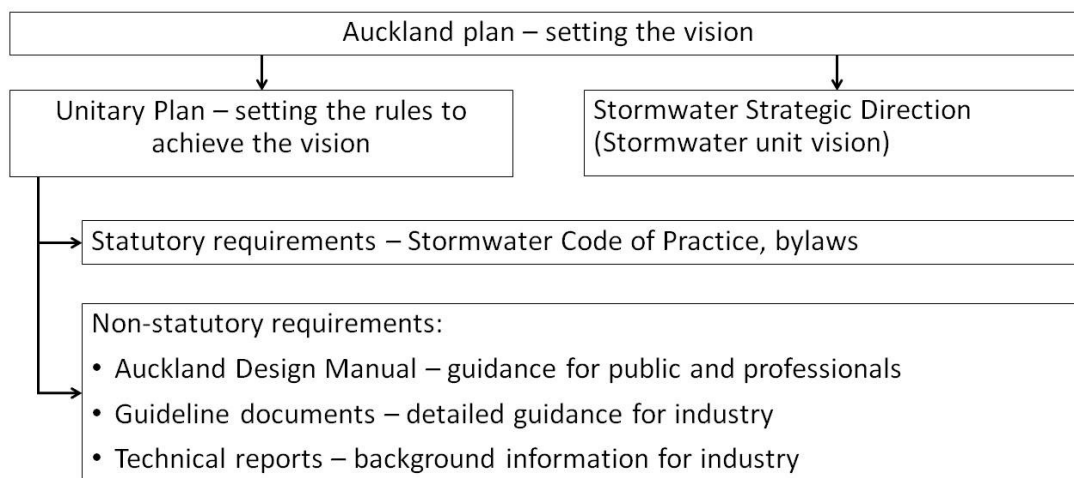 Auckland plan – setting the vision
Unitary Plan – setting the rules to
achieve the vision
Stormwater Strategic Direction
(Stormwater unit vision)
Statutory requirements – Stormwater Code of Practice, bylaws
Non-statutory requirements:
• Auckland Design Manual – guidance for public and professionals
• Guideline documents – detailed guidance for industry
• Technical reports – background information for industry